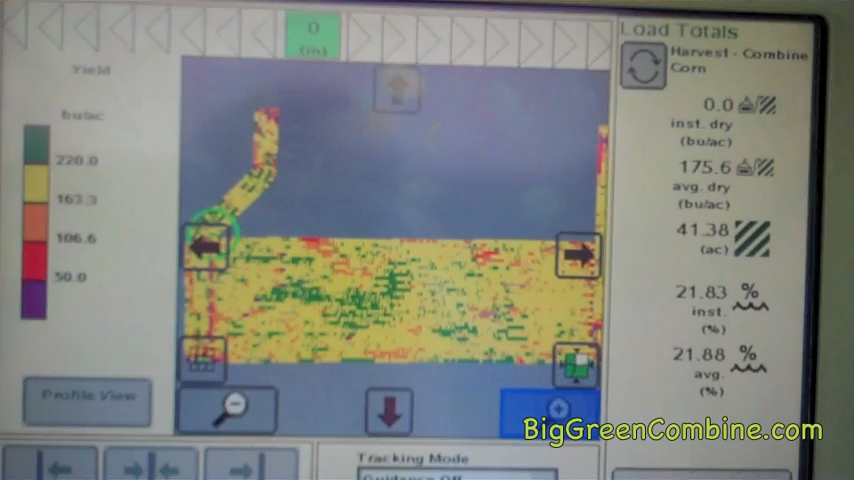 0
(in)
Yield
bu/ac
220.0
163.3
106.6
50.0
Profile View
Load Totals
Harvest - Combine
Corn
0.0
inst. dry
(bu/ac)
175.6
avg. dry
(bu/ac)
41.38
(ac)
21.83 %
inst.
(%)
21.88 %
avg.
(%)
BigGreenCombine.com
Tracking Mode
Guidance Off